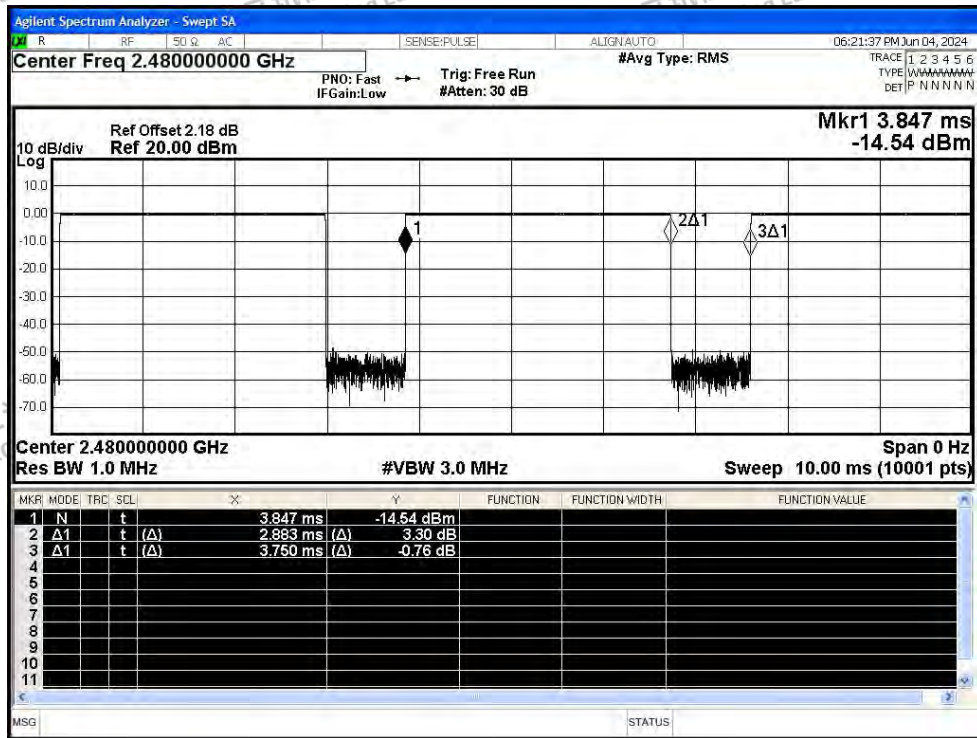 Agilent Spectrum Analyzer - Swept SA
LXI R RF 50 Ω AC SENSE:PULSE ALIGNAUTO 06:21:37 PM Jun 04, 2024
Center Freq 2.480000000 GHz
PNO: Fast
IFGain:Low
Trig: Free Run
#Atten: 30 dB
#Avg Type: RMS
TRACE 1 2 3 4 5 6
TYPE WWWWWW
DET P N N N N N
Mkr1 3.847 ms
-14.54 dBm
Ref Offset 2.18 dB
10 dB/div Ref 20.00 dBm
Log
10.0
0.00
-10.0
-20.0
-30.0
-40.0
-50.0
-60.0
-70.0
1
2Δ1
3Δ1
Center 2.480000000 GHz Span 0 Hz
Res BW 1.0 MHz #VBW 3.0 MHz Sweep 10.00 ms (10001 pts)
MKR MODE TRC SCL X Y FUNCTION FUNCTION WIDTH FUNCTION VALUE
1 N t 3.847 ms -14.54 dBm
2 Δ1 t (Δ) 2.883 ms (Δ) 3.30 dB
3 Δ1 t (Δ) 3.750 ms (Δ) -0.76 dB
4
5
6
7
8
9
10
11
MSG STATUS